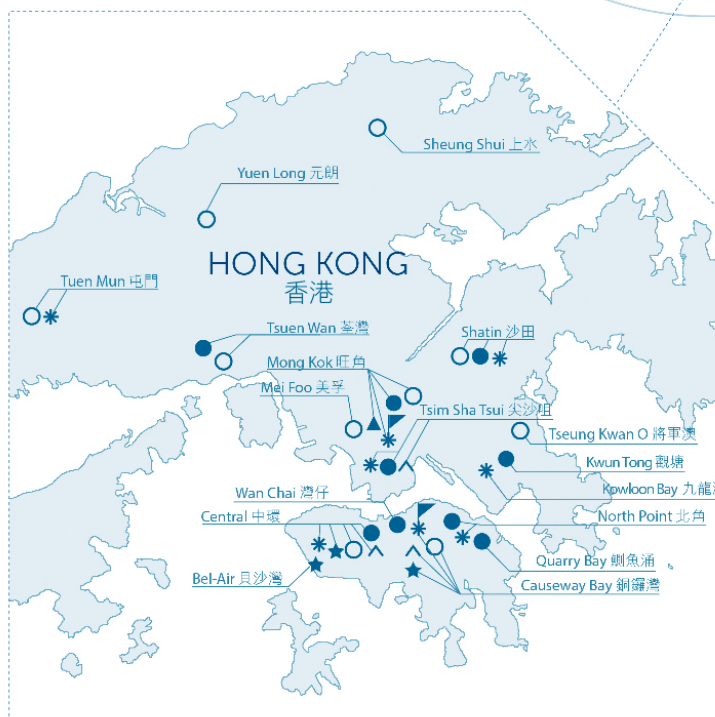 Sheung Shui 上水
Yuen Long 元朗
HONG KONG
香港
Tuen Mun 屯門
Tsuen Wan 荃灣
Shatin 沙田
Mong Kok 旺角
Mei Foo 美孚
Tsim Sha Tsui 尖沙咀
Tseung Kwan O 將軍澳
Kwun Tong 觀塘
Kowloon Bay 九龍
Wan Chai 灣仔
Central 中環
North Point 北角
Quarry Bay 鰂魚涌
Bel-Air 貝沙灣
Causeway Bay 銅鑼灣